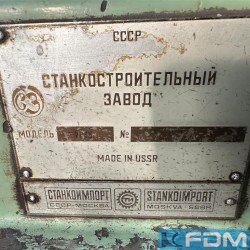 СССР
СТАНКОСТРОИТЕЛЬНЫЙ
ЗАВОД
МОДЕЛЬ №
MADE IN USSR
СТАНКОИМПОРТ STANKOIMPORT
СССР-МОСКВА MOSKVA-USSR
FDM